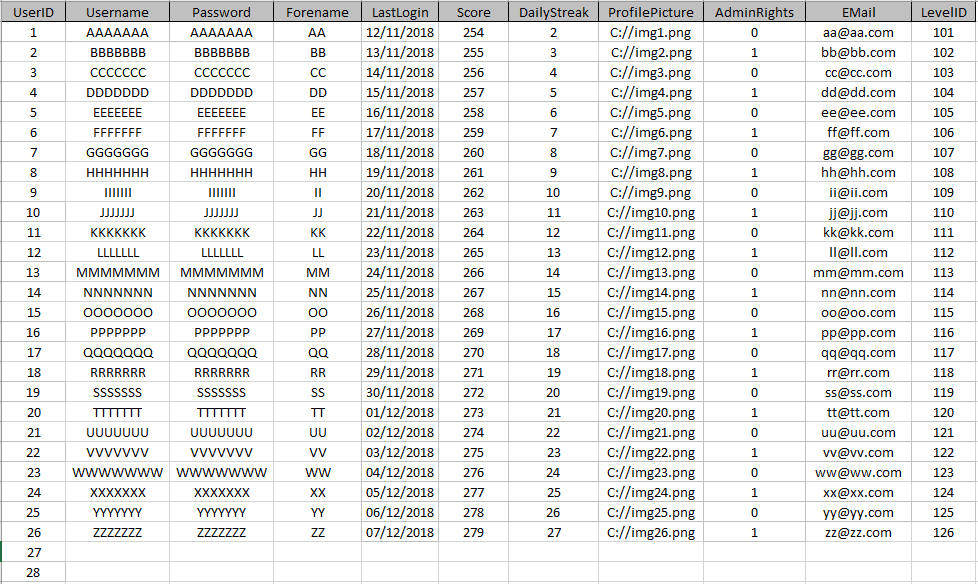 UserID Username Password Forename LastLogin Score DailyStreak ProfilePicture AdminRights EMail LevelID
1 AAAAAAA AAAAAAA AA 12/11/2018 254 2 C://img1.png 0 aa@aa.com 101
2 BBBBBBB BBBBBBB BB 13/11/2018 255 3 C://img2.png 1 bb@bb.com 102
3 CCCCCCC CCCCCCC CC 14/11/2018 256 4 C://img3.png 0 cc@cc.com 103
4 DDDDDDD DDDDDDD DD 15/11/2018 257 5 C://img4.png 1 dd@dd.com 104
5 EEEEEEE EEEEEEE EE 16/11/2018 258 6 C://img5.png 0 ee@ee.com 105
6 FFFFFFF FFFFFFF FF 17/11/2018 259 7 C://img6.png 1 ff@ff.com 106
7 GGGGGGG GGGGGGG GG 18/11/2018 260 8 C://img7.png 0 gg@gg.com 107
8 HHHHHHH HHHHHHH HH 19/11/2018 261 9 C://img8.png 1 hh@hh.com 108
9 IIIIIII IIIIIII II 20/11/2018 262 10 C://img9.png 0 ii@ii.com 109
10 JJJJJJJ JJJJJJJ JJ 21/11/2018 263 11 C://img10.png 1 jj@jj.com 110
11 KKKKKKK KKKKKKK KK 22/11/2018 264 12 C://img11.png 0 kk@kk.com 111
12 LLLLLLL LLLLLLL LL 23/11/2018 265 13 C://img12.png 1 ll@ll.com 112
13 MMMMMMM MMMMMMM MM 24/11/2018 266 14 C://img13.png 0 mm@mm.com 113
14 NNNNNNN NNNNNNN NN 25/11/2018 267 15 C://img14.png 1 nn@nn.com 114
15 OOOOOOO OOOOOOO OO 26/11/2018 268 16 C://img15.png 0 oo@oo.com 115
16 PPPPPPP PPPPPPP PP 27/11/2018 269 17 C://img16.png 1 pp@pp.com 116
17 QQQQQQQ QQQQQQQ QQ 28/11/2018 270 18 C://img17.png 0 qq@qq.com 117
18 RRRRRRR RRRRRRR RR 29/11/2018 271 19 C://img18.png 1 rr@rr.com 118
19 SSSSSSS SSSSSSS SS 30/11/2018 272 20 C://img19.png 0 ss@ss.com 119
20 TTTTTTT TTTTTTT TT 01/12/2018 273 21 C://img20.png 1 tt@tt.com 120
21 UUUUUUU UUUUUUU UU 02/12/2018 274 22 C://img21.png 0 uu@uu.com 121
22 VVVVVVV VVVVVVV VV 03/12/2018 275 23 C://img22.png 1 vv@vv.com 122
23 WWWWWWW WWWWWWW WW 04/12/2018 276 24 C://img23.png 0 ww@ww.com 123
24 XXXXXXX XXXXXXX XX 05/12/2018 277 25 C://img24.png 1 xx@xx.com 124
25 YYYYYYY YYYYYYY YY 06/12/2018 278 26 C://img25.png 0 yy@yy.com 125
26 ZZZZZZZ ZZZZZZZ ZZ 07/12/2018 279 27 C://img26.png 1 zz@zz.com 126
27
28